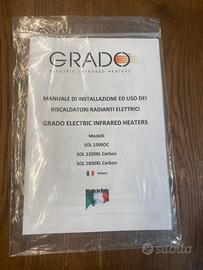 GRADO
ELECTRIC INFRARED HEATERS
MANUALE DI INSTALLAZIONE ED USO DEI
RISCALDATORI RADIANTI ELETTRICI
GRADO ELECTRIC INFRARED HEATERS
Modelli
SOL 1500OC
SOL 1200XL Carbon
SOL 1800XL Carbon
Italiano
Made in Italy
subito